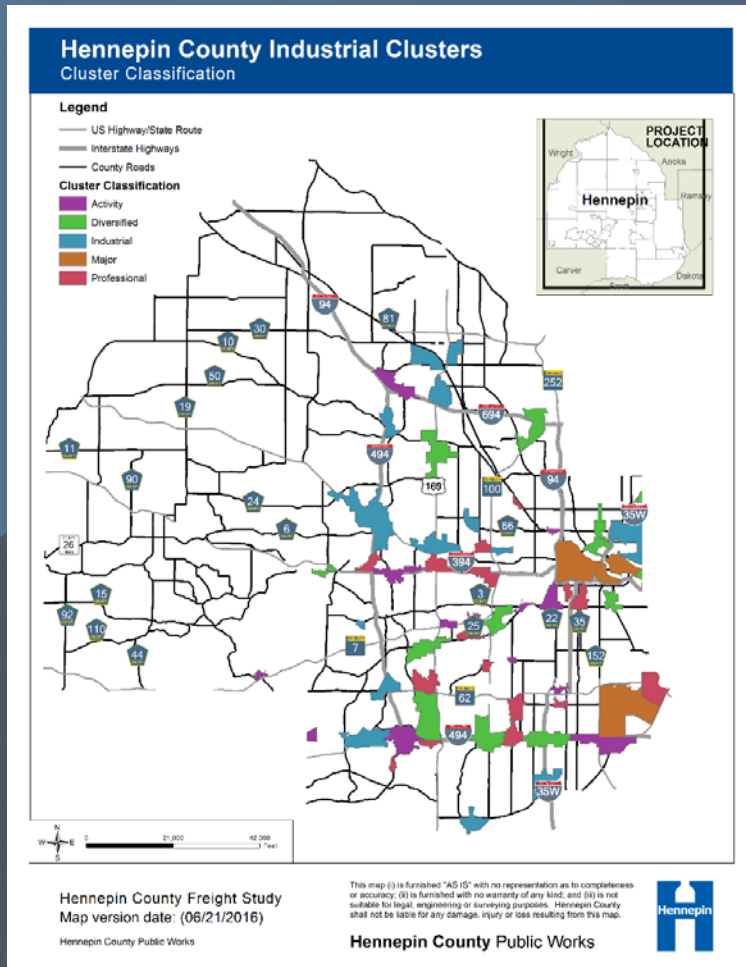 Hennepin County Industrial Clusters
Cluster Classification
Legend
US Highway/State Route
Interstate Highways
County Roads
Cluster Classification
Activity
Diversified
Industrial
Major
Professional
PROJECT
LOCATION
Wright
Anoka
Hennepin
Ramsey
Carver
Scott
Dakota
94
81
30
10
252
50
19
694
11
494
94
169
90
100
24
66
35W
6
26
394
15
3
92
22
35
110
25
44
7
152
62
494
35W
N
W
E
S
0
21,000
42,000
Feet
Hennepin County Freight Study
Map version date: (06/21/2016)
Hennepin County Public Works
This map (i) is furnished "AS IS" with no representation as to completeness
or accuracy; (ii) is furnished with no warranty of any kind; and (iii) is not
suitable for legal, engineering or surveying purposes. Hennepin County
shall not be liable for any damage, injury or loss resulting from this map.
Hennepin County Public Works
Hennepin